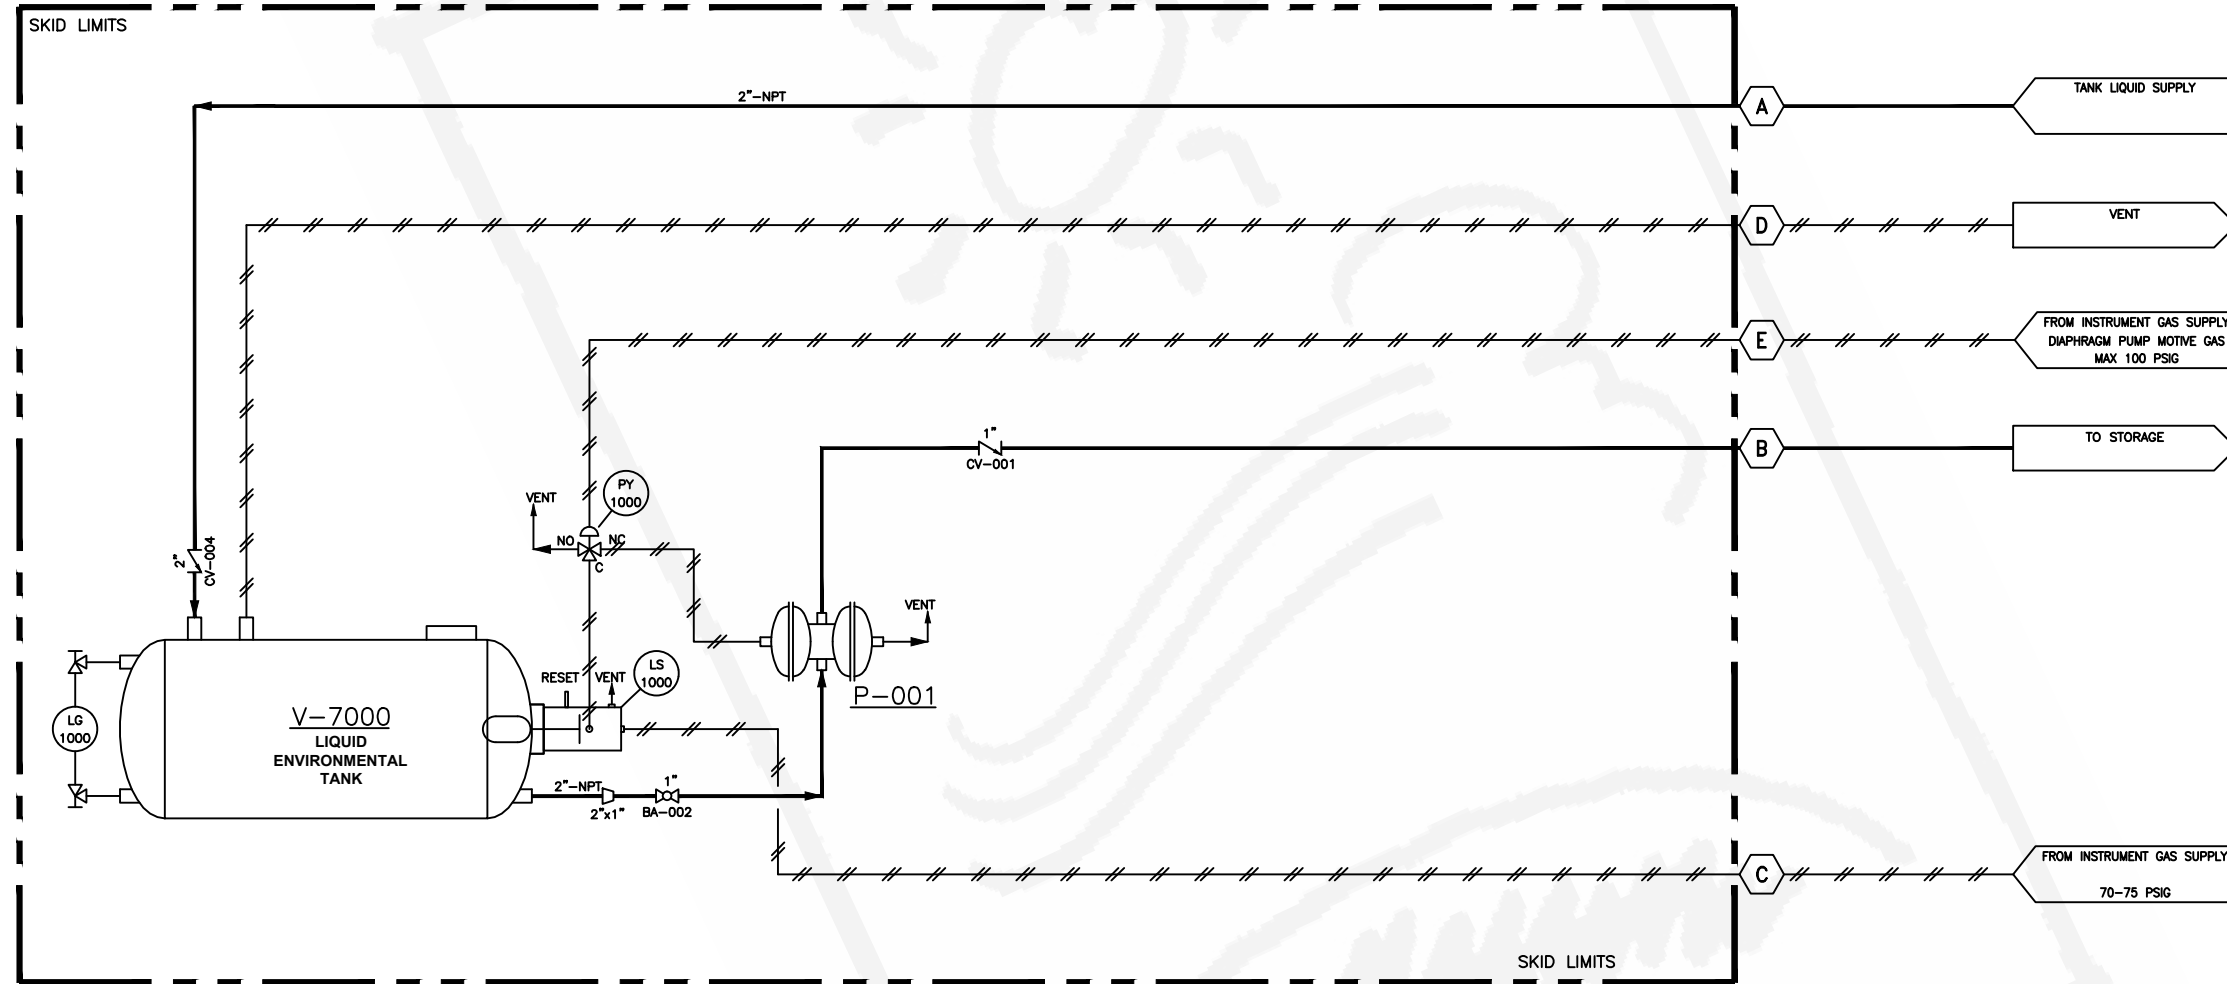 SKID LIMITS
2"-NPT
A
TANK LIQUID SUPPLY
D
VENT
E
FROM INSTRUMENT GAS SUPPLY
DIAPHRAGM PUMP MOTIVE GAS
MAX 100 PSIG
1"
CV-001
B
TO STORAGE
PY
1000
VENT
NO
NC
C
2"
CV-004
VENT
P-001
LS
1000
RESET
VENT
LG
1000
V-7000
LIQUID
ENVIRONMENTAL
TANK
2"-NPT
2"x1"
1"
BA-002
C
FROM INSTRUMENT GAS SUPPLY
70-75 PSIG
SKID LIMITS